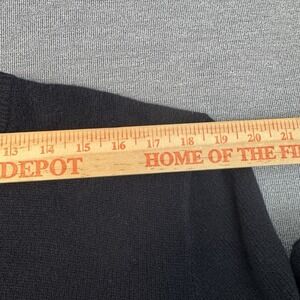 13 14 15 16 17 18 19 20 21
DEPOT HOME OF THE FI